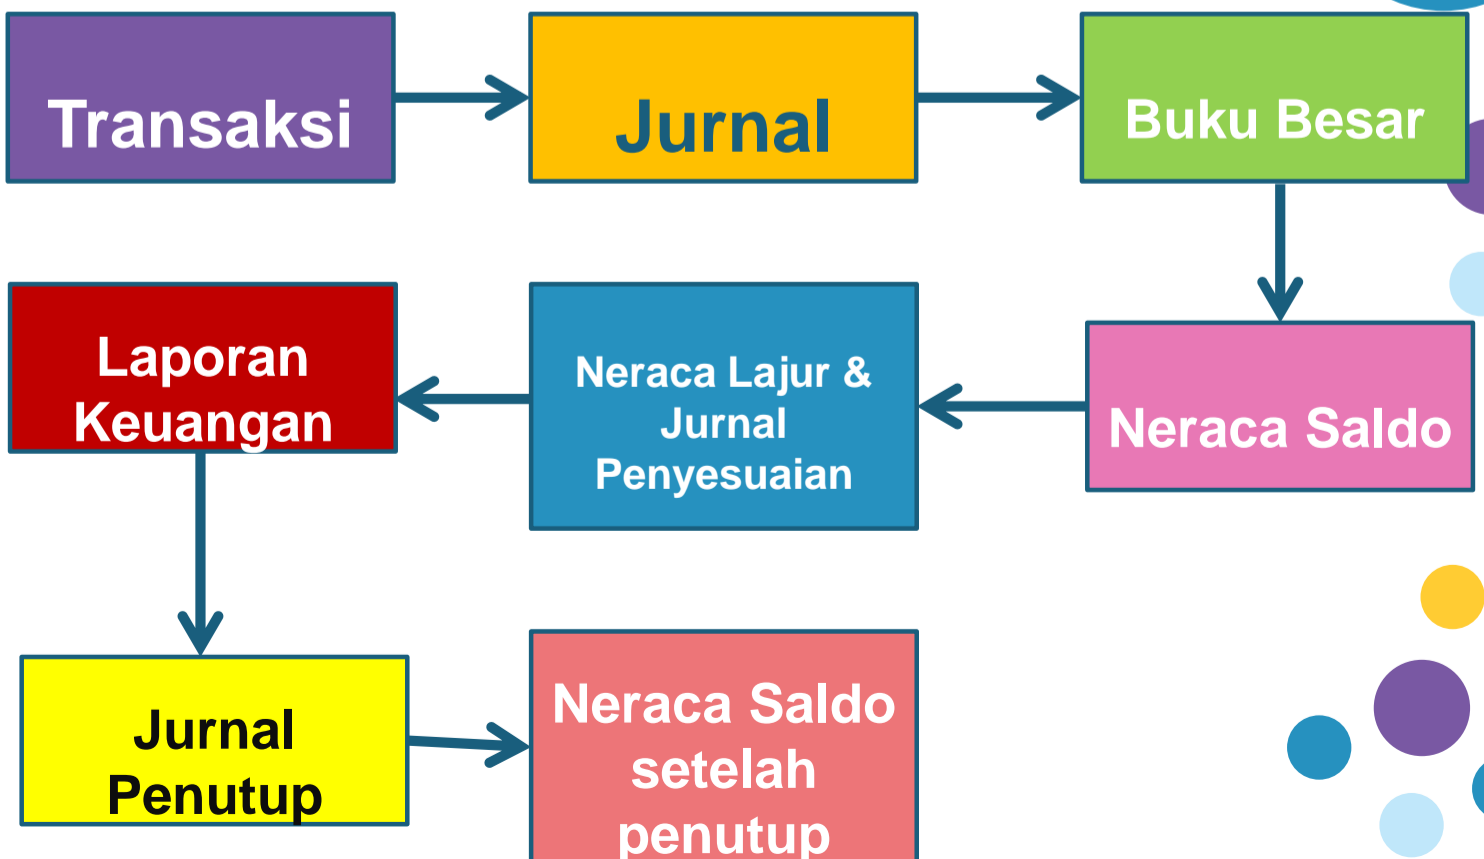 Transaksi
Jurnal
Buku Besar
Neraca Saldo
Neraca Lajur &
Jurnal
Penyesuaian
Laporan
Keuangan
Jurnal
Penutup
Neraca Saldo
setelah
penutup